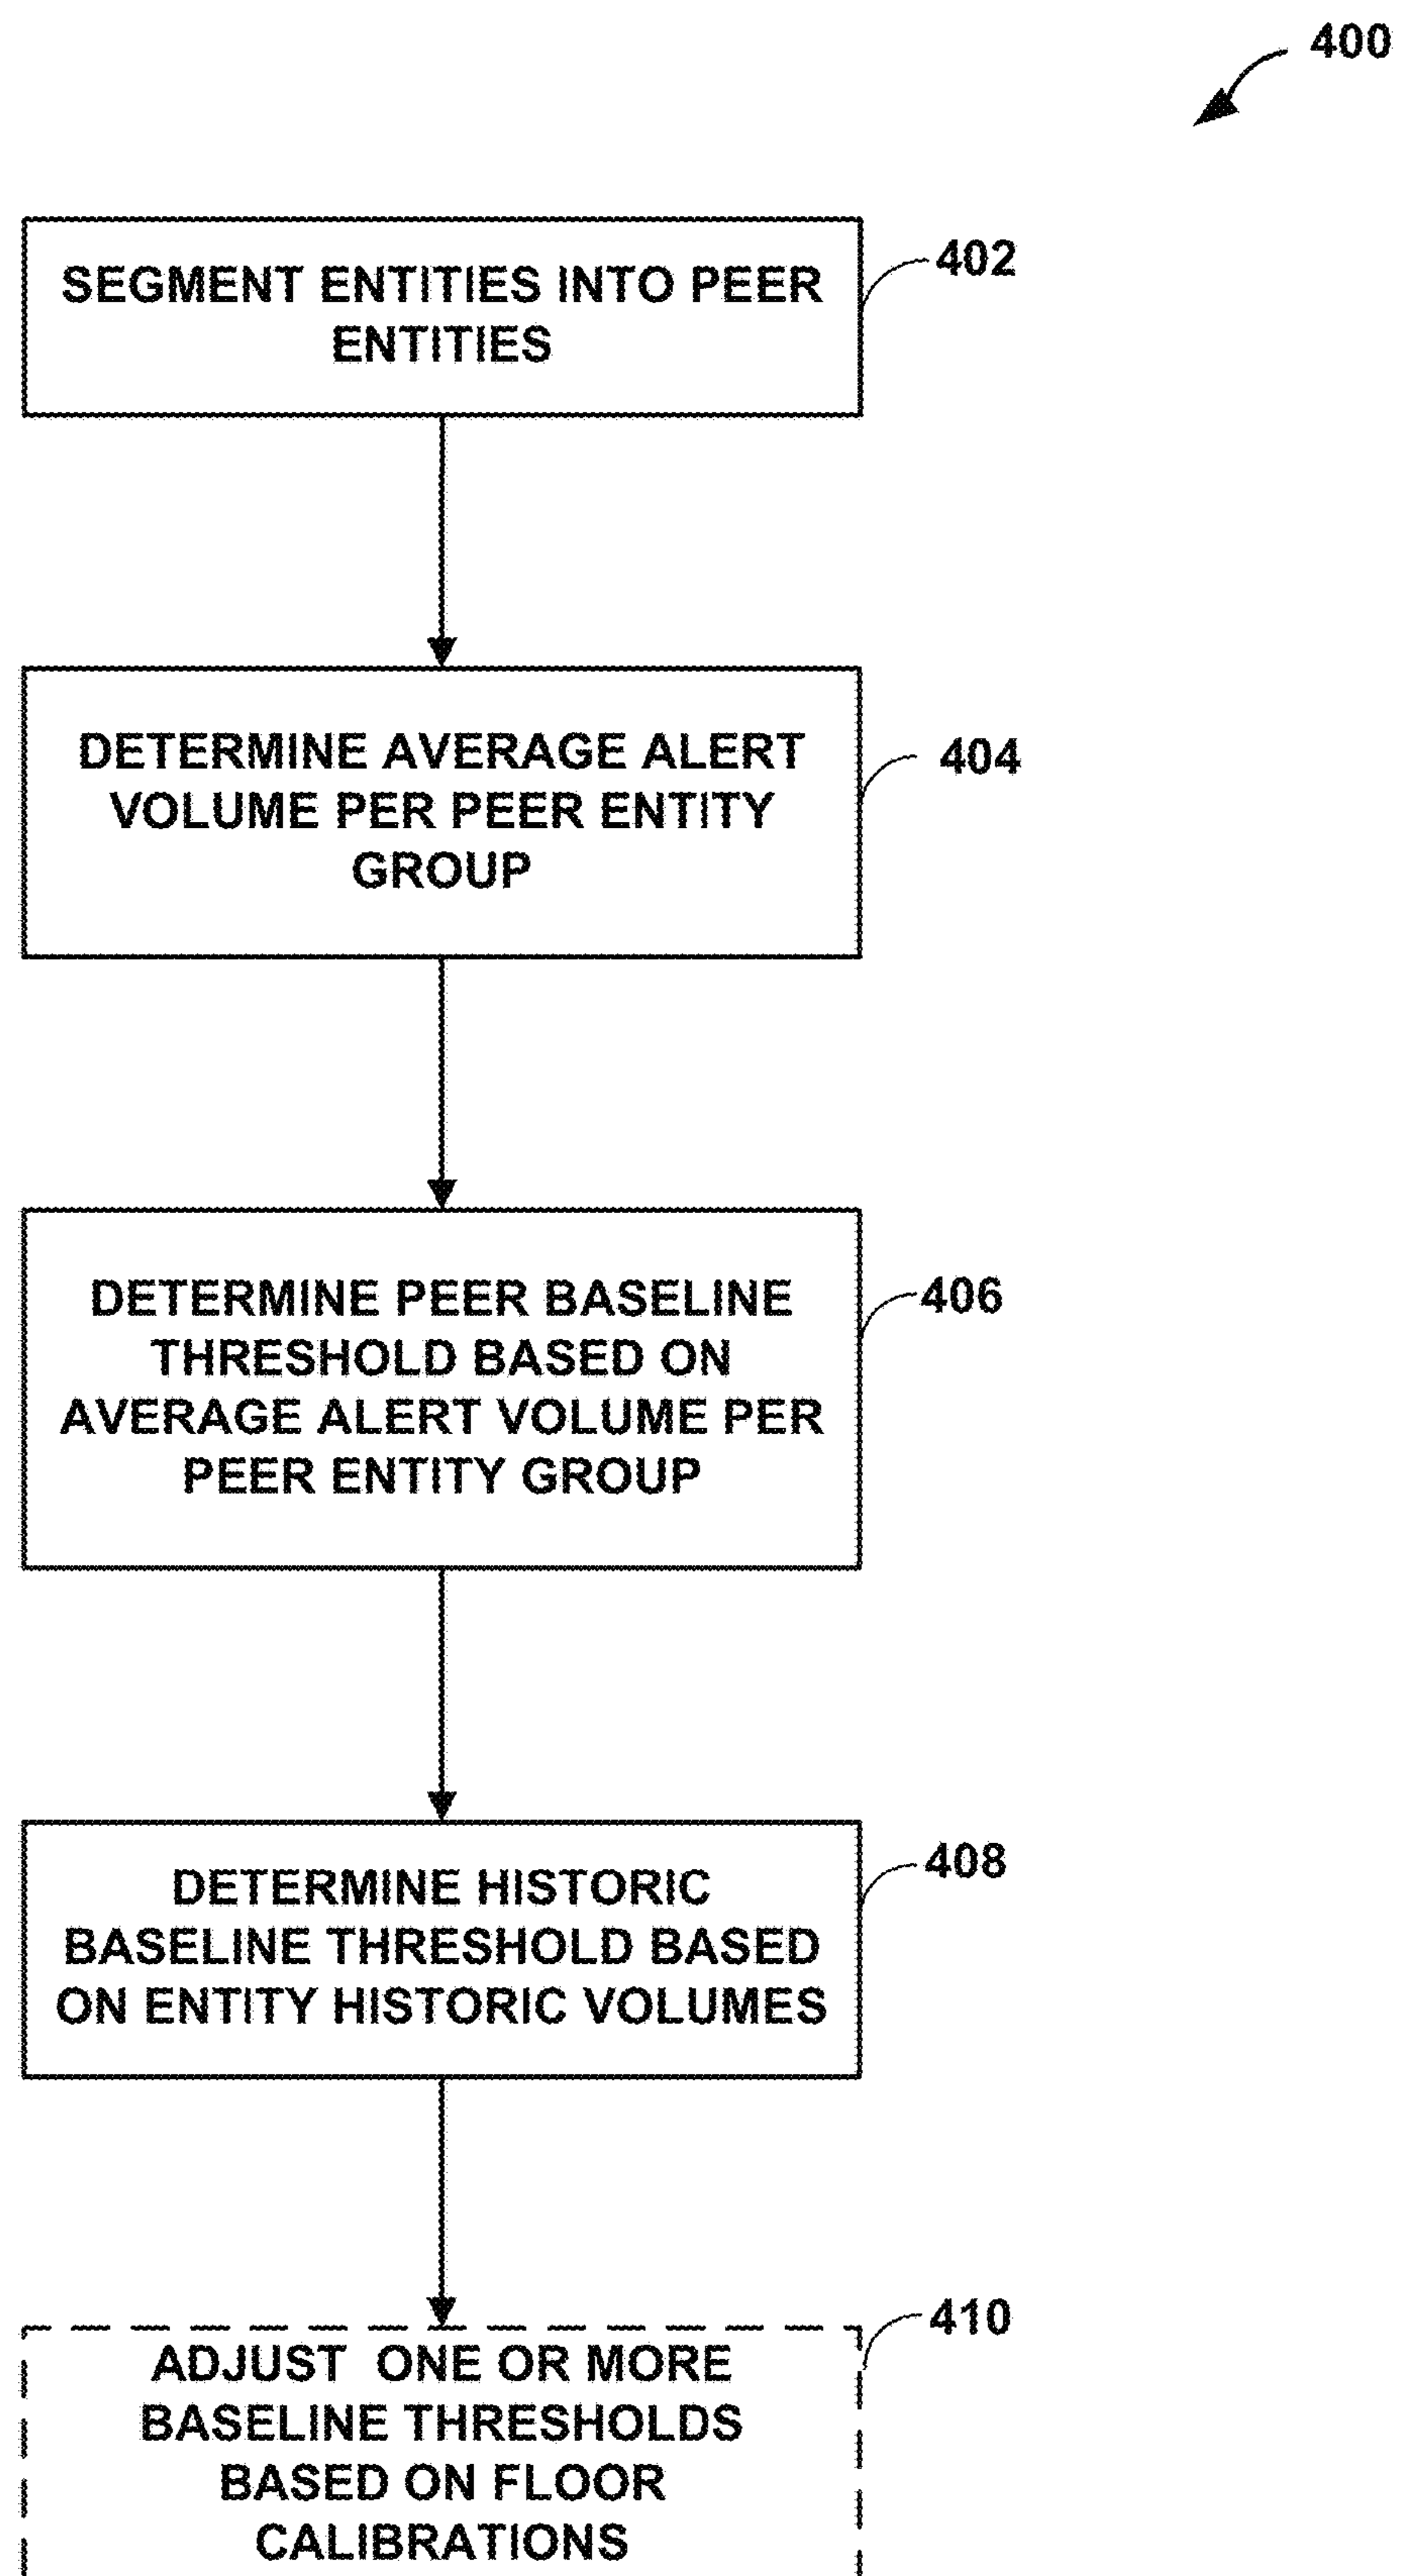 400
SEGMENT ENTITIES INTO PEER
ENTITIES
402
DETERMINE AVERAGE ALERT
VOLUME PER PEER ENTITY
GROUP
404
DETERMINE PEER BASELINE
THRESHOLD BASED ON
AVERAGE ALERT VOLUME PER
PEER ENTITY GROUP
406
DETERMINE HISTORIC
BASELINE THRESHOLD BASED
ON ENTITY HISTORIC VOLUMES
408
ADJUST ONE OR MORE
BASELINE THRESHOLDS
BASED ON FLOOR
CALIBRATIONS
410